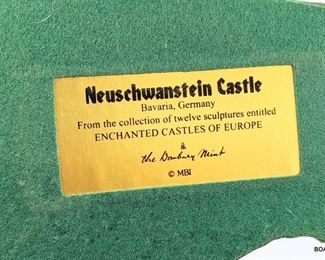 Neuschwanstein Castle
Bavaria, Germany
From the collection of twelve sculptures entitled
ENCHANTED CASTLES OF EUROPE
&
the Danbury Mint
© MBI
BOA